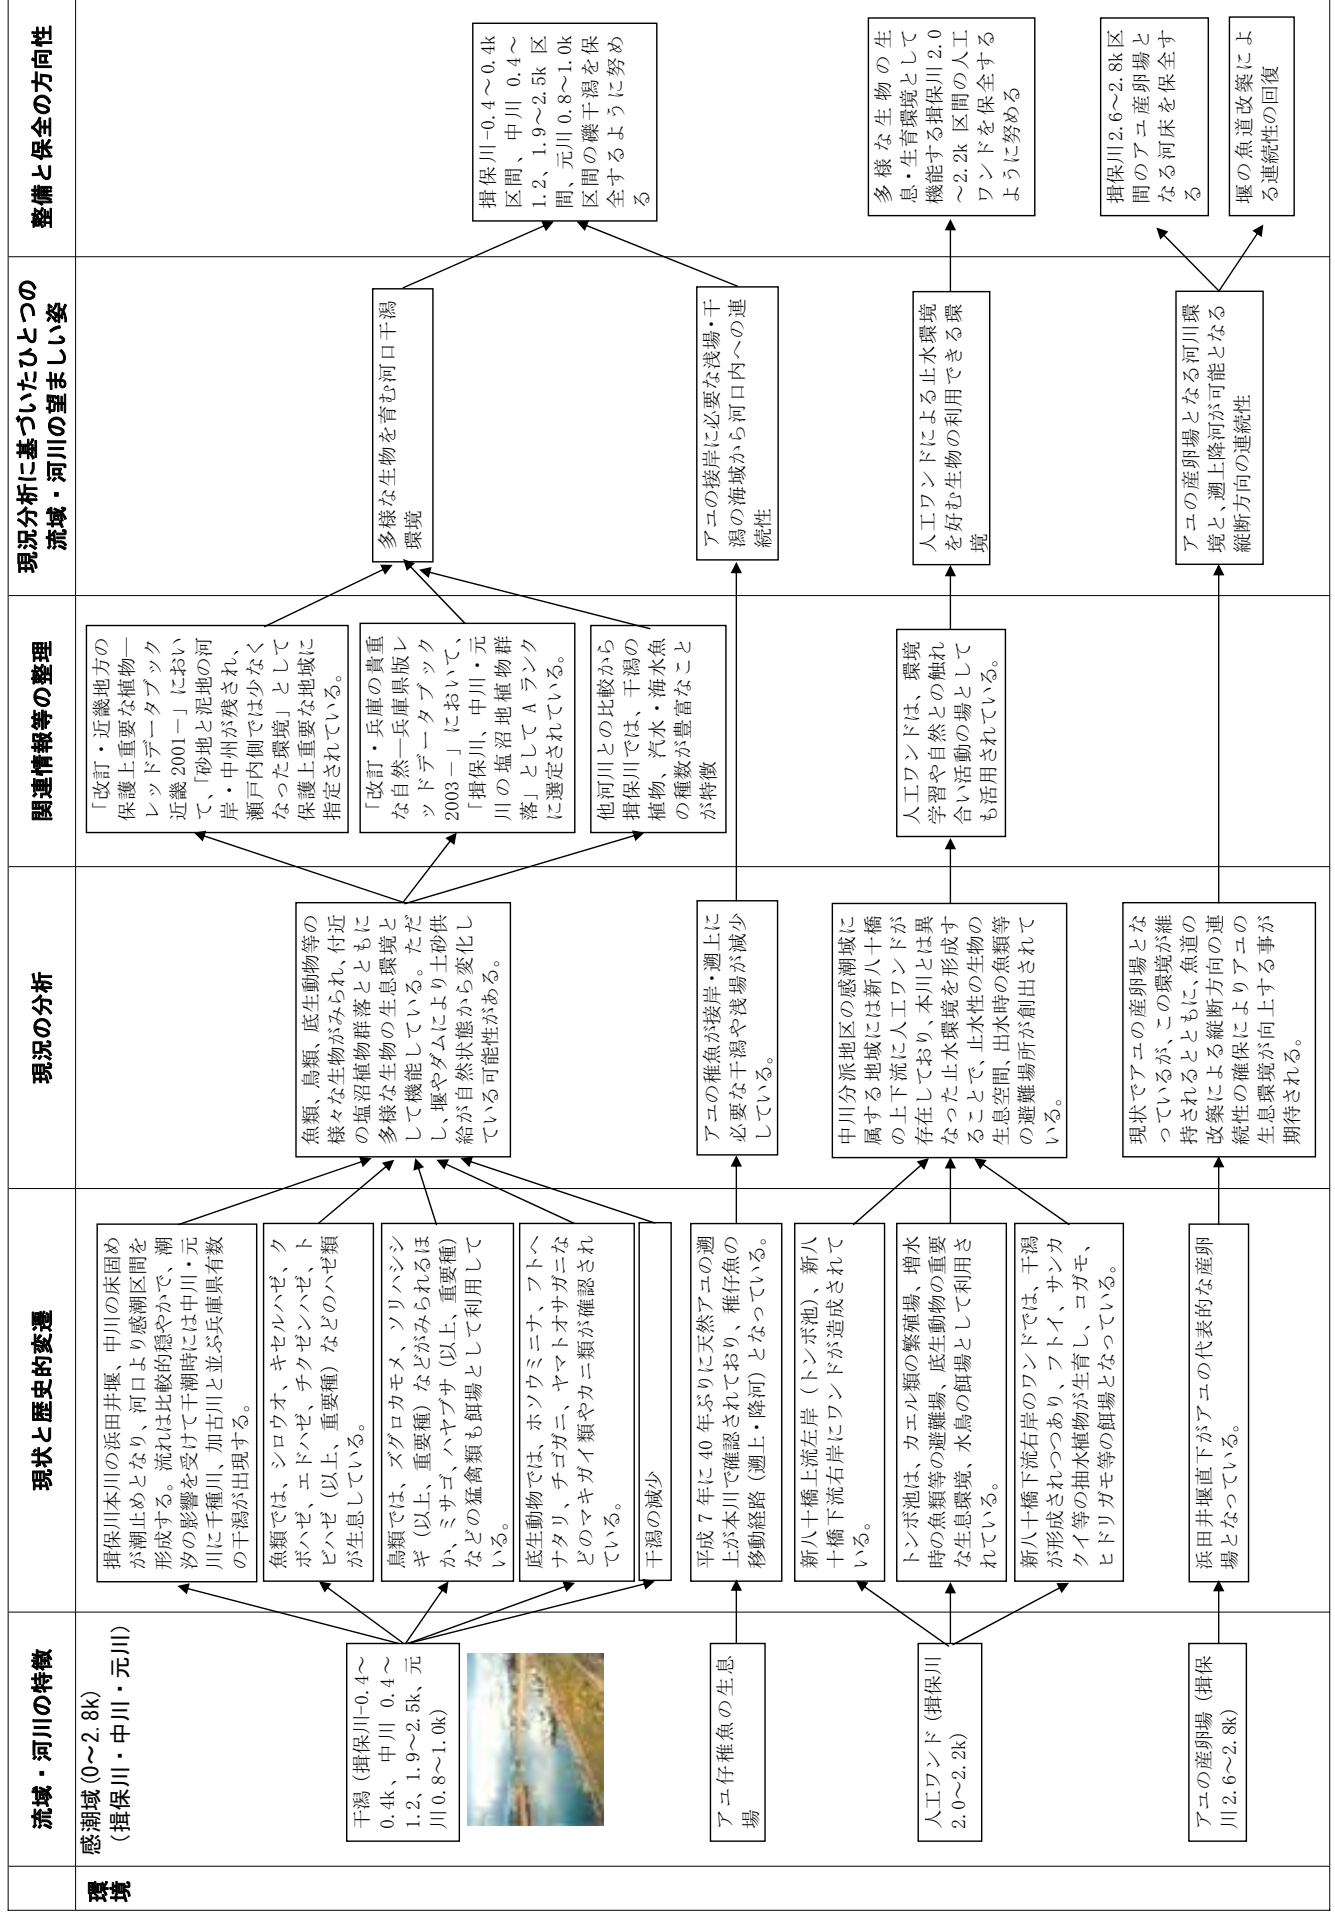 流域・河川の特徴
現状と歴史的変遷
現況の分析
関連情報等の整理
現況分析に基づいたひとつの
流域・河川の望ましい姿
整備と保全の方向性
環
境
感潮域(0～2.8k)
(揖保川・中川・元川)
干潟（揖保川-0.4～
0.4k、中川 0.4～
1.2、1.9～2.5k、元
川 0.8～1.0k）
揖保川本川の浜田井堰、中川の床固め
が潮止めとなり、河口より感潮区間を
形成する。流れは比較的穏やかで、潮
汐の影響を受けて干潮時には中川・元
川に千種川、加古川と並ぶ兵庫県有数
の干潟が出現する。
魚類では、シロウオ、キセルハゼ、ク
ボハゼ、エドハゼ、チクゼンハゼ、ト
ビハゼ（以上、重要種）などのハゼ類
が生息している。
鳥類では、ズグロカモメ、ソリハシシ
ギ（以上、重要種）などがみられるほ
か、ミサゴ、ハヤブサ（以上、重要種）
などの猛禽類も餌場として利用して
いる。
底生動物では、ホソウミニナ、フトヘ
ナタリ、チゴガニ、ヤマトオサガニな
どのマキガイ類やカニ類が確認され
ている。
干潟の減少
魚類、鳥類、底生動物等の
様々な生物がみられ、付近
の塩沼植物群落とともに
多様な生物の生息環境と
して機能している。ただ
し、堰やダムにより土砂供
給が自然状態から変化し
ている可能性がある。
「改訂・近畿地方の
保護上重要な植物―
レッドデータブック
近畿 2001－」におい
て、「砂地と泥地の河
岸・中州が残され、
瀬戸内側では少なく
なった環境」として
保護上重要な地域に
指定されている。
「改訂・兵庫の貴重
な自然―兵庫県版レ
ッドデータブック
2003－」において、
「揖保川、中川・元
川の塩沼地植物群
落」として A ランク
に選定されている。
他河川との比較から
揖保川では、干潟の
植物、汽水・海水魚
の種数が豊富なこと
が特徴
多様な生物を育む河口干潟
環境
揖保川-0.4～0.4k
区間、中川 0.4～
1.2、1.9～2.5k 区
間、元川 0.8～1.0k
区間の礫干潟を保
全するように努め
る
アユ仔稚魚の生息
場
平成 7 年に 40 年ぶりに天然アユの遡
上が本川で確認されており、稚仔魚の
移動経路（遡上・降河）となっている。
アユの稚魚が接岸・遡上に
必要な干潟や浅場が減少
している。
アユの接岸に必要な浅場・干
潟の海域から河口内への連
続性
人工ワンド（揖保川
2.0～2.2k）
新八十橋上流左岸（トンボ池）、新八
十橋下流右岸にワンドが造成されて
いる。
トンボ池は、カエル類の繁殖場、増水
時の魚類等の避難場、底生動物の重要
な生息環境、水鳥の餌場として利用さ
れている。
新八十橋下流右岸のワンドでは、干潟
が形成されつつあり、フトイ、サンカ
クイ等の抽水植物が生育し、コガモ、
ヒドリガモ等の餌場となっている。
中川分派地区の感潮域に
属する地域には新八十橋
の上下流に人工ワンドが
存在しており、本川とは異
なった止水環境を形成す
ることで、止水性の生物の
生息空間、出水時の魚類等
の避難場所が創出されて
いる。
人工ワンドは、環境
学習や自然との触れ
合い活動の場として
も活用されている。
人工ワンドによる止水環境
を好む生物の利用できる環
境
多様な生物の生
息・生育環境として
機能する揖保川 2.0
～2.2k 区間の人工
ワンドを保全する
ように努める
アユの産卵場（揖保
川 2.6～2.8k）
浜田井堰直下がアユの代表的な産卵
場となっている。
現状でアユの産卵場とな
っているが、この環境が維
持されるとともに、魚道の
改築による縦断方向の連
続性の確保によりアユの
生息環境が向上する事が
期待される。
アユの産卵場となる河川環
境と、遡上降河が可能となる
縦断方向の連続性
揖保川 2.6～2.8k 区
間のアユ産卵場と
なる河床を保全す
る
堰の魚道改築によ
る連続性の回復